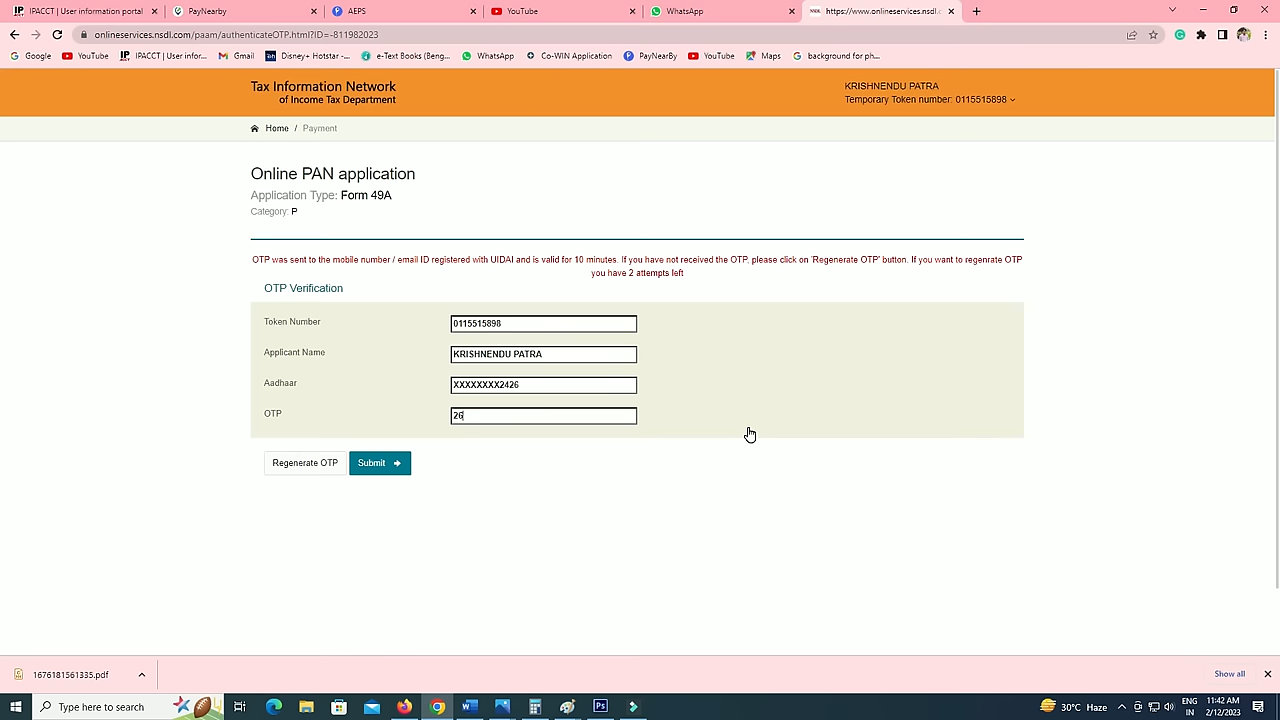 IPACCT | User information portal
PayNearby
AEPS
YouTube
WhatsApp
https://www.onlineservices.nsdl.c
onlineservices.nsdl.com/paam/authenticateOTP.html?ID=-811982023
Google
YouTube
IPACCT | User infor...
Gmail
Disney+ Hotstar -...
e-Text Books (Beng...
WhatsApp
Co-WIN Application
PayNearBy
YouTube
Maps
background for ph...
Tax Information Network
of Income Tax Department
KRISHNENDU PATRA
Temporary Token number: 0115515898
Home / Payment
Online PAN application
Application Type: Form 49A
Category: P
OTP was sent to the mobile number / email ID registered with UIDAI and is valid for 10 minutes. If you have not received the OTP, please click on 'Regenerate OTP' button. If you want to regenrate OTP
you have 2 attempts left
OTP Verification
Token Number
0115515898
Applicant Name
KRISHNENDU PATRA
Aadhaar
XXXXXXXX2426
OTP
26
Regenerate OTP
Submit
1676181561335.pdf
Show all
Type here to search
30°C Haze
ENG
IN
11:42 AM
2/12/2023